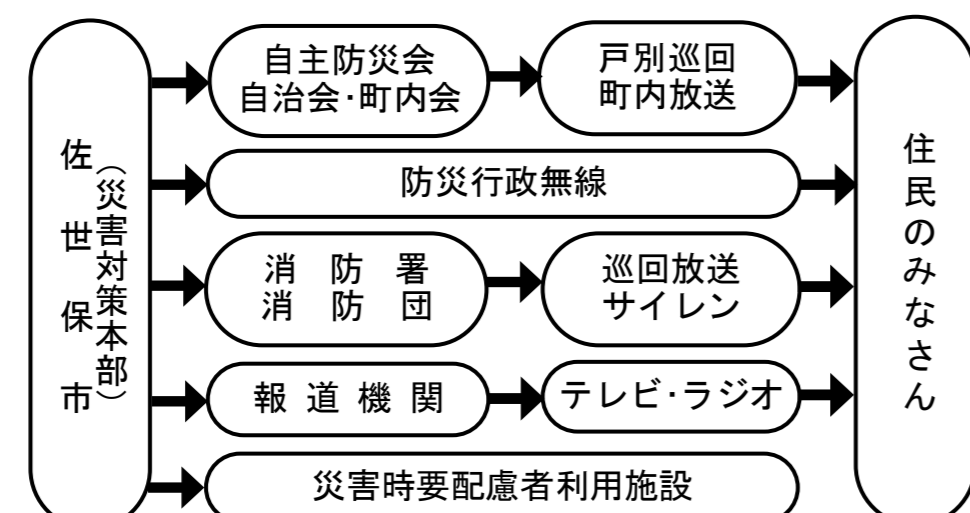 佐世保市
（災害対策本部）
自主防災会
自治会･町内会
戸別巡回
町内放送
防災行政無線
消防署
消防団
巡回放送
サイレン
報道機関
テレビ･ラジオ
災害時要配慮者利用施設
住民のみなさん